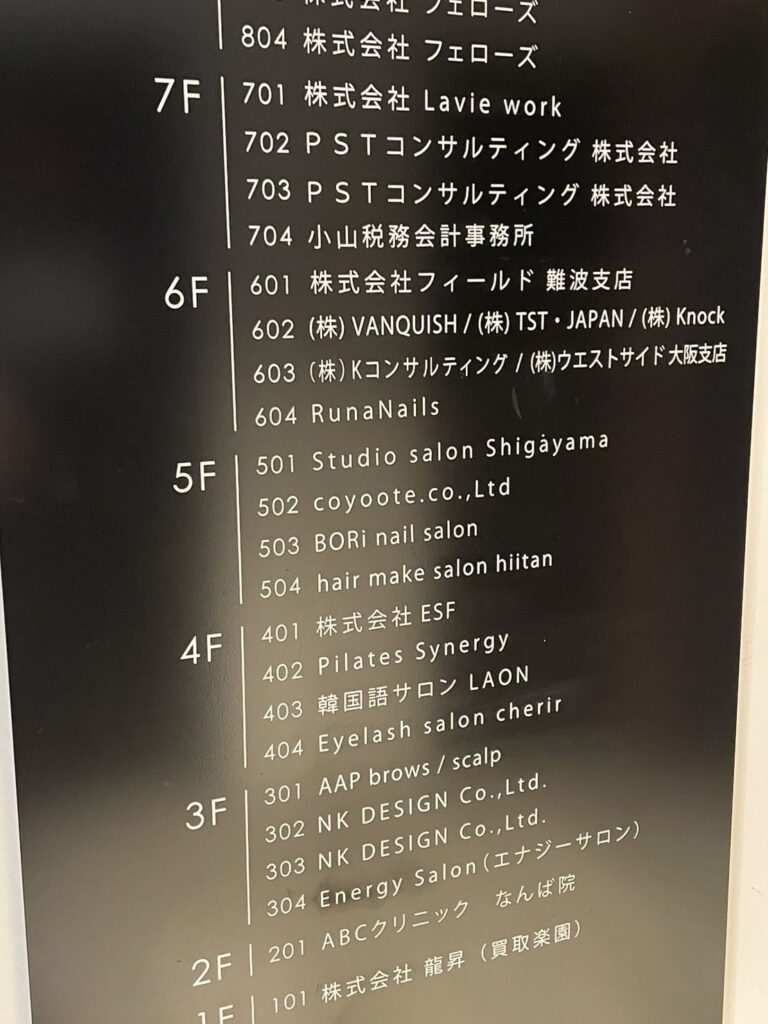 株式会社 フェローズ
804 株式会社 フェローズ
7F 701 株式会社 Lavie work
702 ＰＳＴコンサルティング 株式会社
703 ＰＳＴコンサルティング 株式会社
704 小山税務会計事務所
6F 601 株式会社フィールド 難波支店
602 (株) VANQUISH / (株) TST・JAPAN / (株) Knock
603 (株) Kコンサルティング / (株)ウエストサイド 大阪支店
604 RunaNails
5F 501 Studio salon Shigayama
502 coyoote.co.,Ltd
503 BORi nail salon
504 hair make salon hiitan
4F 401 株式会社 ESF
402 Pilates Synergy
403 韓国語サロン LAON
404 Eyelash salon cherir
3F 301 AAP brows / scalp
302 NK DESIGN Co.,Ltd.
303 NK DESIGN Co.,Ltd.
304 Energy Salon (エナジーサロン)
2F 201 ABCクリニック　なんば院
1F 101 株式会社 龍昇 (買取楽園)